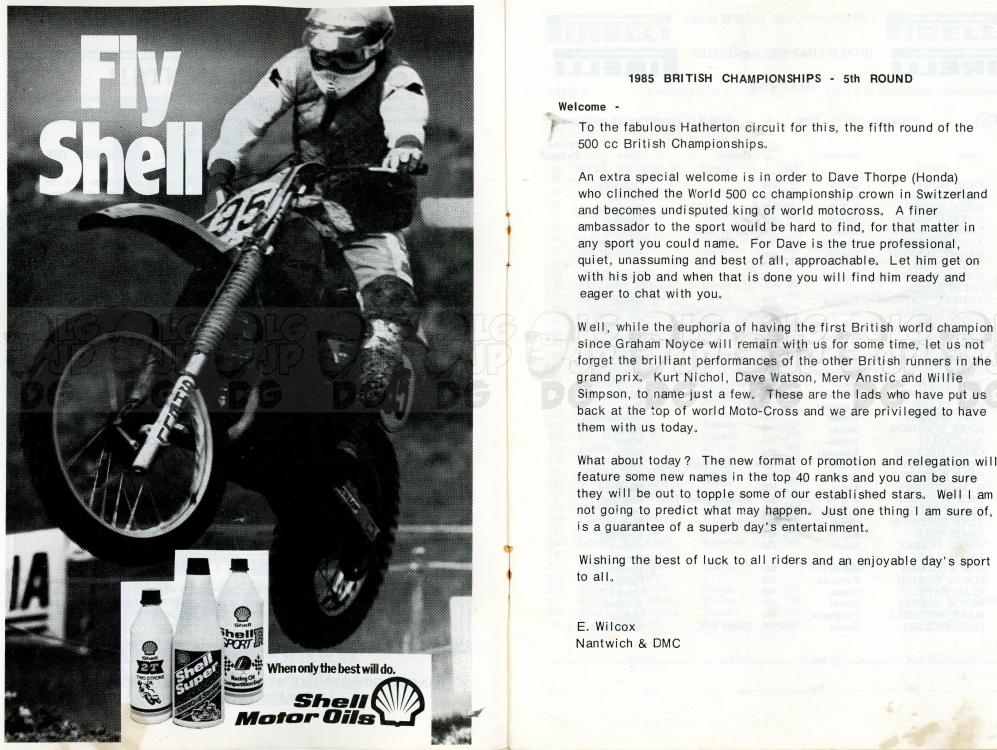 Fly
Shell
35
SHELL
Shell
2T
TWO STROKE
Shell
Super
Shell
Shell
SPORT
Racing Oil
When only the best will do.
Shell
Motor Oils
1985 BRITISH CHAMPIONSHIPS - 5th ROUND
Welcome -
To the fabulous Hatherton circuit for this, the fifth round of the
500 cc British Championships.
An extra special welcome is in order to Dave Thorpe (Honda)
who clinched the World 500 cc championship crown in Switzerland
and becomes undisputed king of world motocross. A finer
ambassador to the sport would be hard to find, for that matter in
any sport you could name. For Dave is the true professional,
quiet, unassuming and best of all, approachable. Let him get on
with his job and when that is done you will find him ready and
eager to chat with you.
Well, while the euphoria of having the first British world champion
since Graham Noyce will remain with us for some time, let us not
forget the brilliant performances of the other British runners in the
grand prix. Kurt Nichol, Dave Watson, Merv Anstic and Willie
Simpson, to name just a few. These are the lads who have put us
back at the top of world Moto-Cross and we are privileged to have
them with us today.
What about today? The new format of promotion and relegation will
feature some new names in the top 40 ranks and you can be sure
they will be out to topple some of our established stars. Well I am
not going to predict what may happen. Just one thing I am sure of,
is a guarantee of a superb day's entertainment.
Wishing the best of luck to all riders and an enjoyable day's sport
to all.
E. Wilcox
Nantwich & DMC